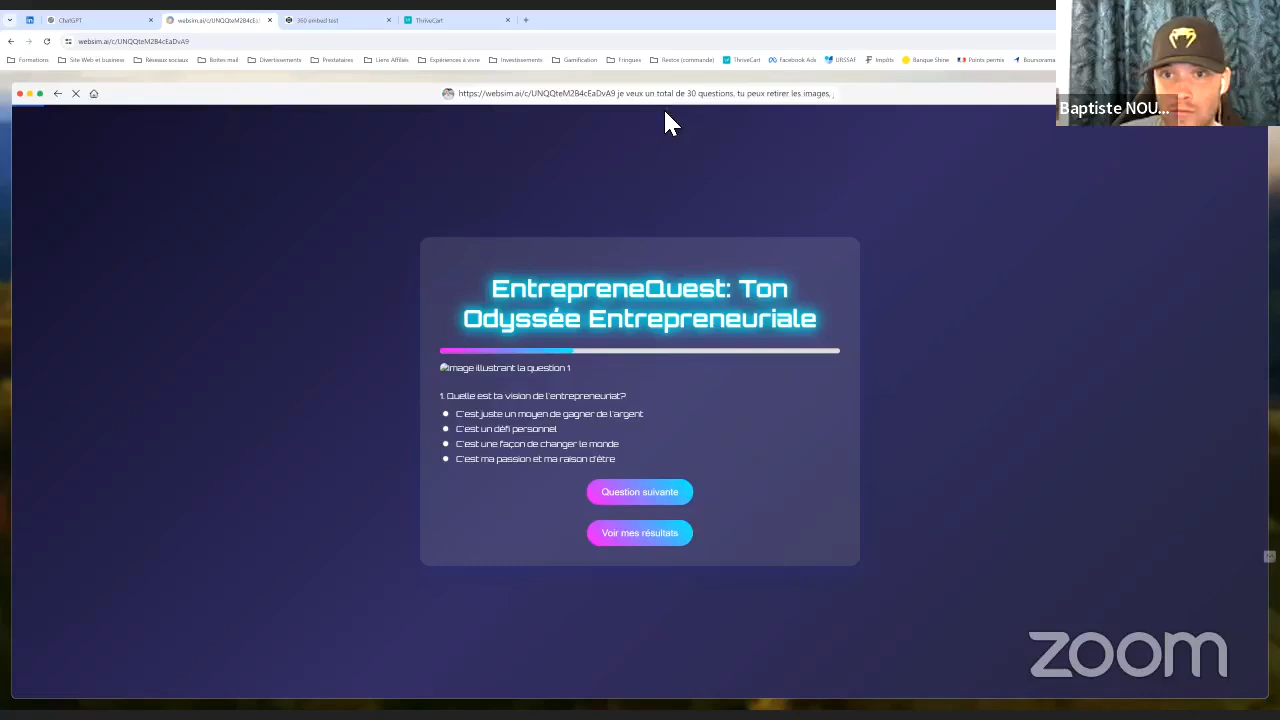 ChatGPT
websim.ai/c/UNQQteM2B4cEaDvA9
360 embed test
ThriveCart
websim.ai/c/UNQQteM2B4cEaDvA9
Formations Site Web et business Réseaux sociaux Boites mail Divertissements Prestataires Liens Affiliés Expériences à vivre Investissements Gamification Fringues Restos (commande) ThriveCart Facebook Ads URSSAF Impôts Banque Shine Points permis Boursorama
https://websim.ai/c/UNQQteM2B4cEaDvA9 je veux un total de 30 questions, tu peux retirer les images,
Baptiste NOU...
EntrepreneQuest: Ton
Odyssée Entrepreneuriale
Image illustrant la question 1
1. Quelle est ta vision de l'entrepreneuriat?
C'est juste un moyen de gagner de l'argent
C'est un défi personnel
C'est une façon de changer le monde
C'est ma passion et ma raison d'être
Question suivante
Voir mes résultats
zoom